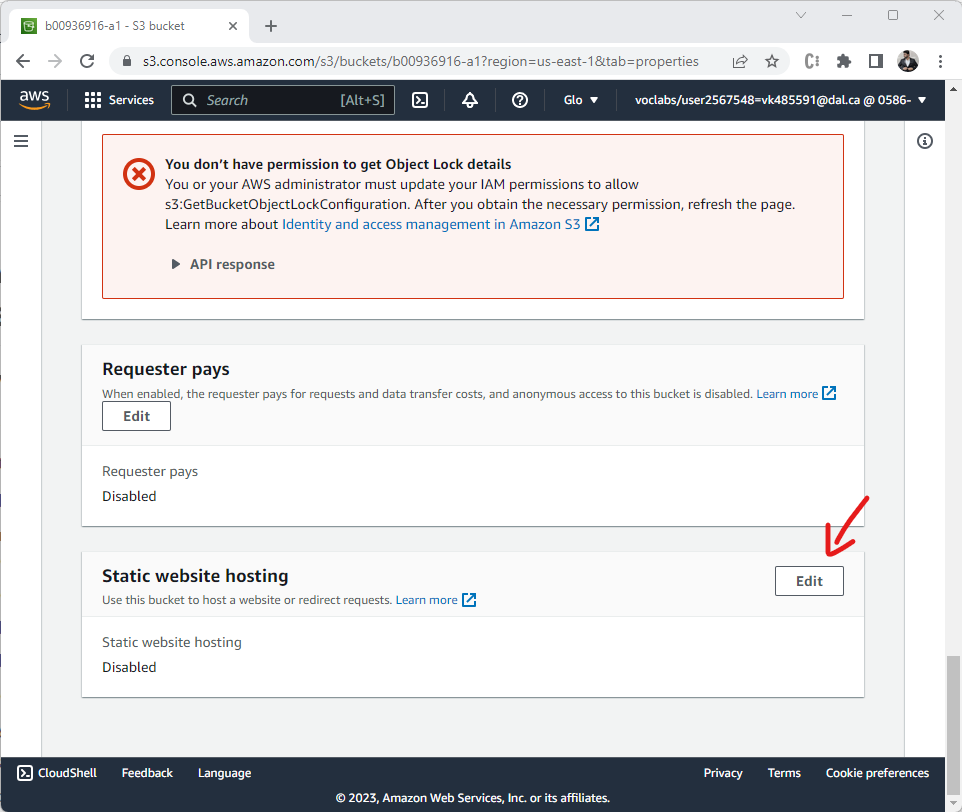 b00936916-a1 - S3 bucket
s3.console.aws.amazon.com/s3/buckets/b00936916-a1?region=us-east-1&tab=properties
aws
Services
Search
[Alt+S]
Glo
voclabs/user2567548=vk485591@dal.ca @ 0586-
You don't have permission to get Object Lock details
You or your AWS administrator must update your IAM permissions to allow
s3:GetBucketObjectLockConfiguration. After you obtain the necessary permission, refresh the page.
Learn more about Identity and access management in Amazon S3
API response
Requester pays
When enabled, the requester pays for requests and data transfer costs, and anonymous access to this bucket is disabled. Learn more
Edit
Requester pays
Disabled
Static website hosting
Edit
Use this bucket to host a website or redirect requests. Learn more
Static website hosting
Disabled
CloudShell
Feedback
Language
Privacy
Terms
Cookie preferences
© 2023, Amazon Web Services, Inc. or its affiliates.